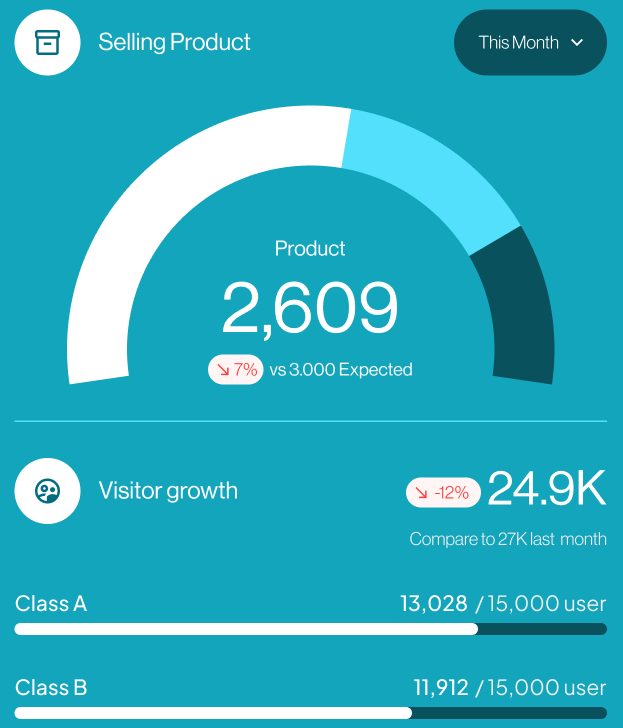 Selling Product
This Month
Product
2,609
7% vs 3.000 Expected
Visitor growth
-12% 24.9K
Compare to 27K last month
Class A
13,028 / 15,000 user
Class B
11,912 / 15,000 user